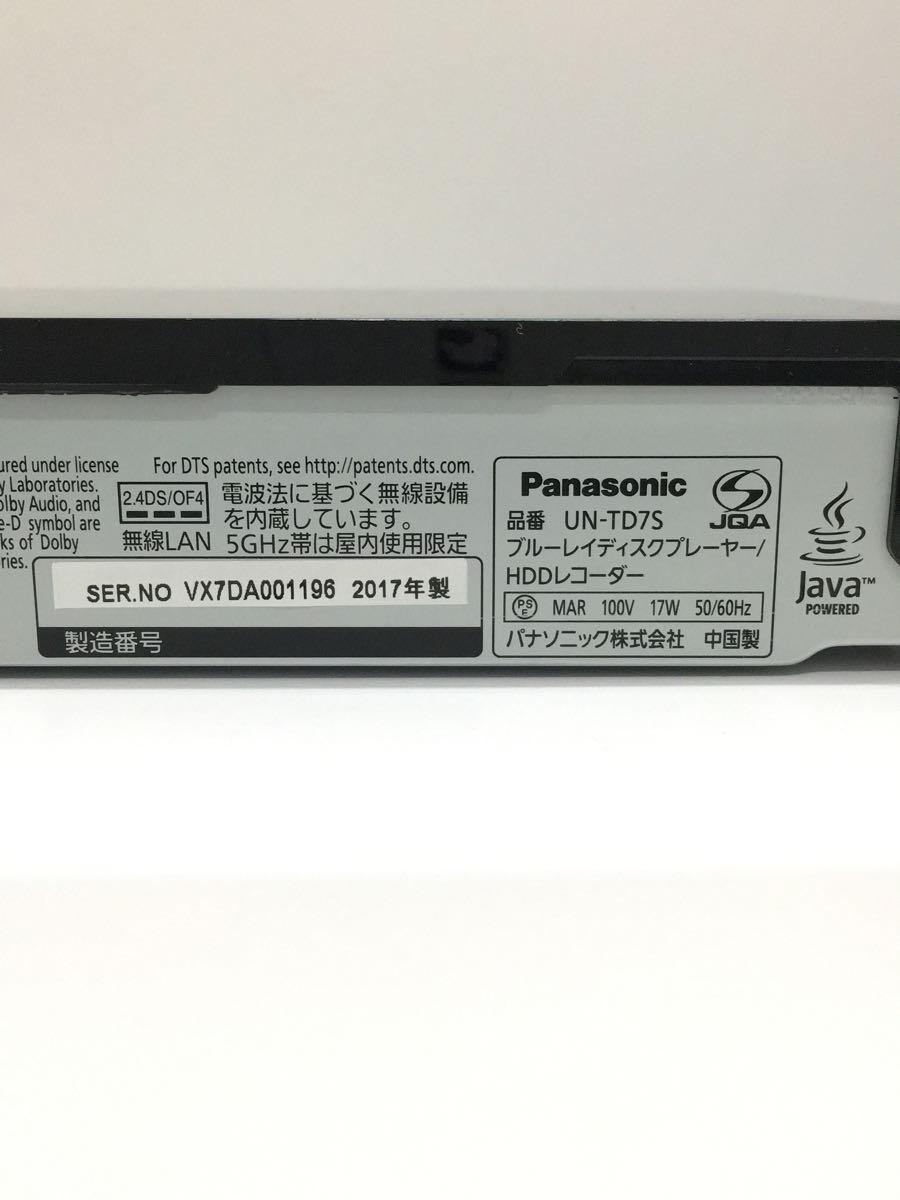 ured under license
y Laboratories.
olby Audio, and
e-D symbol are
ks of Dolby
ries.
For DTS patents, see http://patents.dts.com.
2.4DS/OF4
無線LAN
電波法に基づく無線設備
を内蔵しています。
5GHz帯は屋内使用限定
SER.NO VX7DA001196 2017年製
製造番号
Panasonic
JQA
品番 UN-TD7S
ブルーレイディスクプレーヤー/
HDDレコーダー
PS E MAR 100V 17W 50/60Hz
パナソニック株式会社 中国製
Java™
POWERED